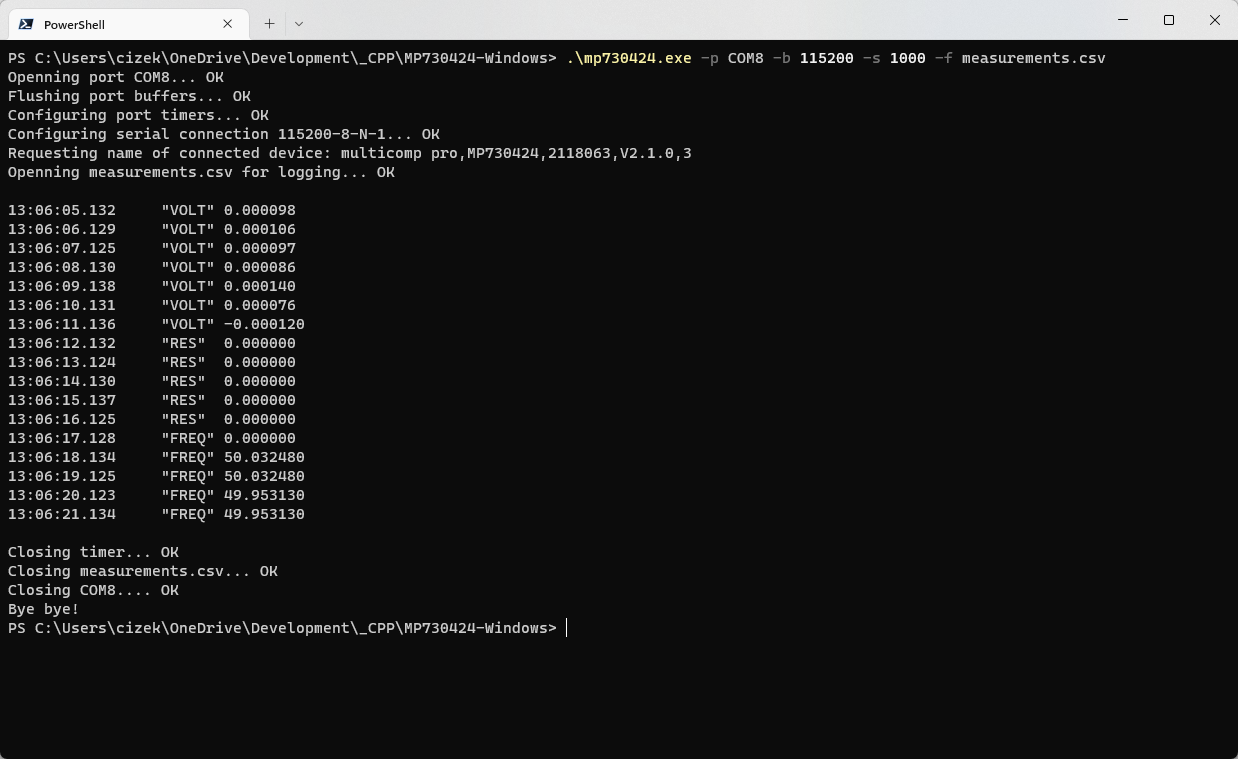 PowerShell
PS C:\Users\cizek\OneDrive\Development\_CPP\MP730424-Windows> .\mp730424.exe -p COM8 -b 115200 -s 1000 -f measurements.csv
Openning port COM8... OK
Flushing port buffers... OK
Configuring port timers... OK
Configuring serial connection 115200-8-N-1... OK
Requesting name of connected device: multicomp pro,MP730424,2118063,V2.1.0,3
Openning measurements.csv for logging... OK
13:06:05.132     "VOLT" 0.000098
13:06:06.129     "VOLT" 0.000106
13:06:07.125     "VOLT" 0.000097
13:06:08.130     "VOLT" 0.000086
13:06:09.138     "VOLT" 0.000140
13:06:10.131     "VOLT" 0.000076
13:06:11.136     "VOLT" -0.000120
13:06:12.132     "RES"  0.000000
13:06:13.124     "RES"  0.000000
13:06:14.130     "RES"  0.000000
13:06:15.137     "RES"  0.000000
13:06:16.125     "RES"  0.000000
13:06:17.128     "FREQ" 0.000000
13:06:18.134     "FREQ" 50.032480
13:06:19.125     "FREQ" 50.032480
13:06:20.123     "FREQ" 49.953130
13:06:21.134     "FREQ" 49.953130
Closing timer... OK
Closing measurements.csv... OK
Closing COM8.... OK
Bye bye!
PS C:\Users\cizek\OneDrive\Development\_CPP\MP730424-Windows>